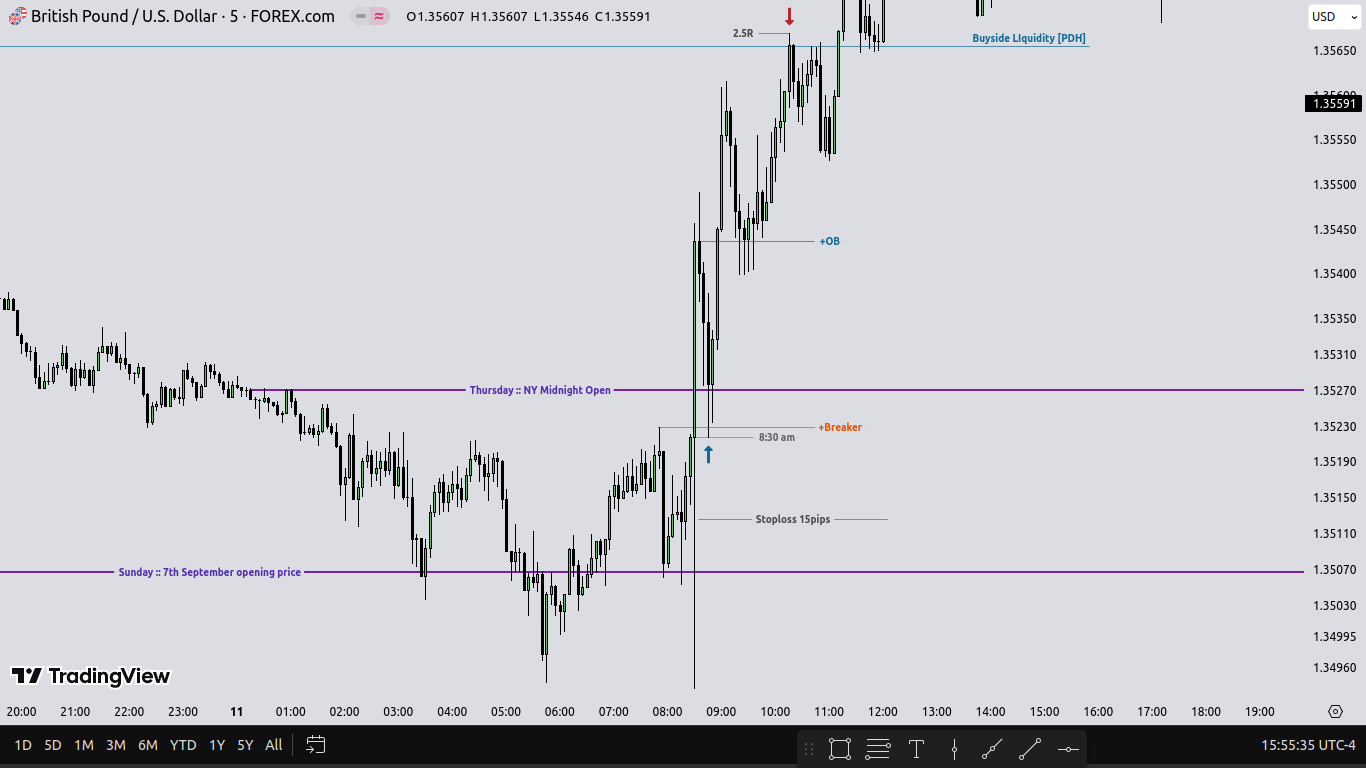 British Pound / U.S. Dollar · 5 · FOREX.com
O1.35607 H1.35607 L1.35546 C1.35591
USD
2.5R
Buyside LIquidity [PDH]
1.35650
1.35600
1.35591
1.35550
1.35500
1.35450
+OB
1.35400
1.35350
1.35310
Thursday :: NY Midnight Open
1.35270
+Breaker
1.35230
8:30 am
1.35190
1.35150
Stoploss 15pips
1.35110
Sunday :: 7th September opening price
1.35070
1.35030
1.34995
1.34960
TradingView
20:00 21:00 22:00 23:00 11 01:00 02:00 03:00 04:00 05:00 06:00 07:00 08:00 09:00 10:00 11:00 12:00 13:00 14:00 15:00 16:00 17:00 18:00 19:00
1D 5D 1M 3M 6M YTD 1Y 5Y All
15:55:35 UTC-4